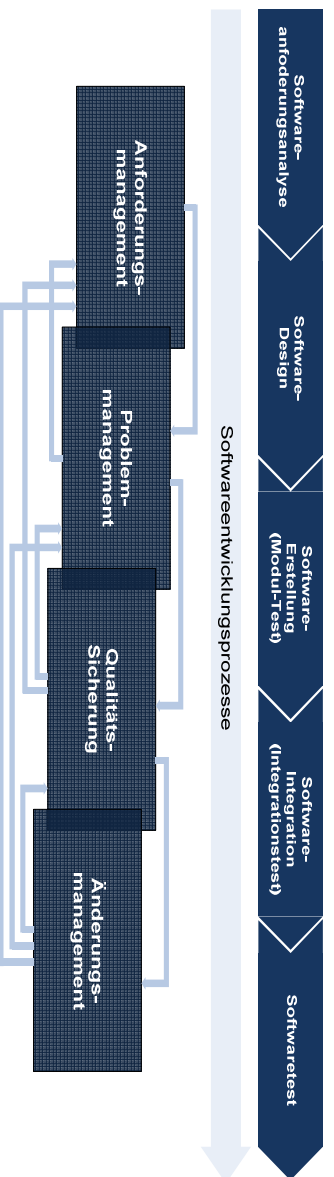 Software-
anfoderungsanalyse
Software-
Design
Software-
Erstellung
(Modul-Test)
Software-
Integration
(Integrationstest)
Softwaretest
Softwareentwicklungsprozesse
Anforderungs-
management
Problem-
management
Qualitäts-
Sicherung
Änderungs-
management